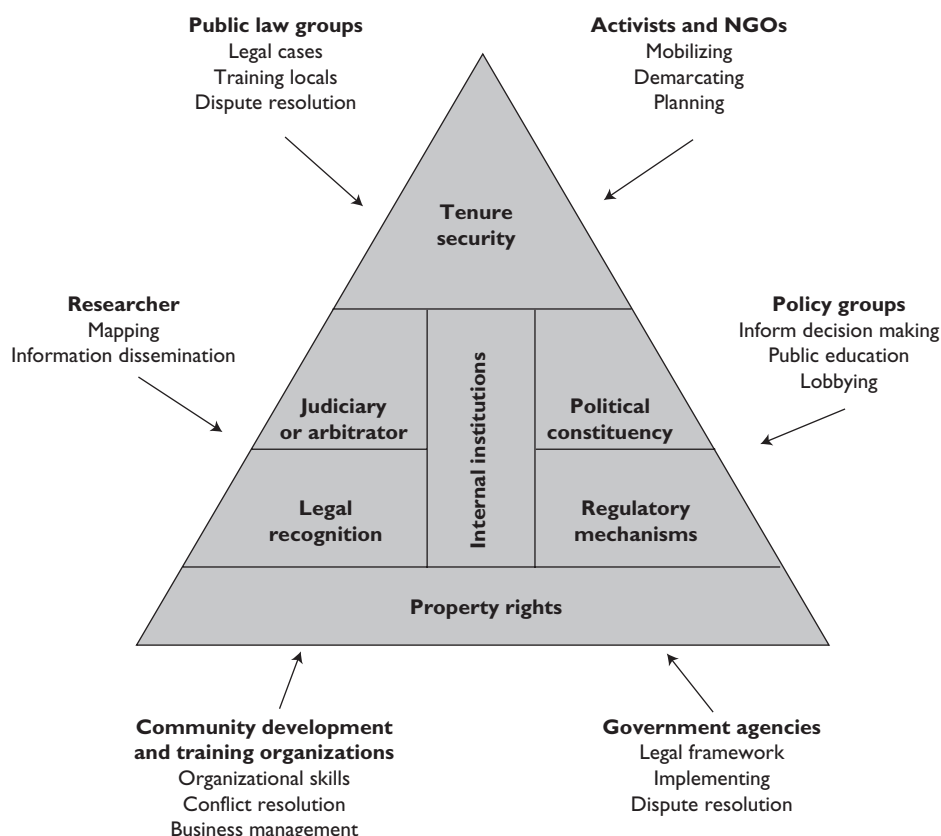 Public law groups
Legal cases
Training locals
Dispute resolution
Activists and NGOs
Mobilizing
Demarcating
Planning
Tenure
security
Researcher
Mapping
Information dissemination
Policy groups
Inform decision making
Public education
Lobbying
Judiciary
or arbitrator
Internal institutions
Political
constituency
Legal
recognition
Regulatory
mechanisms
Property rights
Community development
and training organizations
Organizational skills
Conflict resolution
Business management
Government agencies
Legal framework
Implementing
Dispute resolution